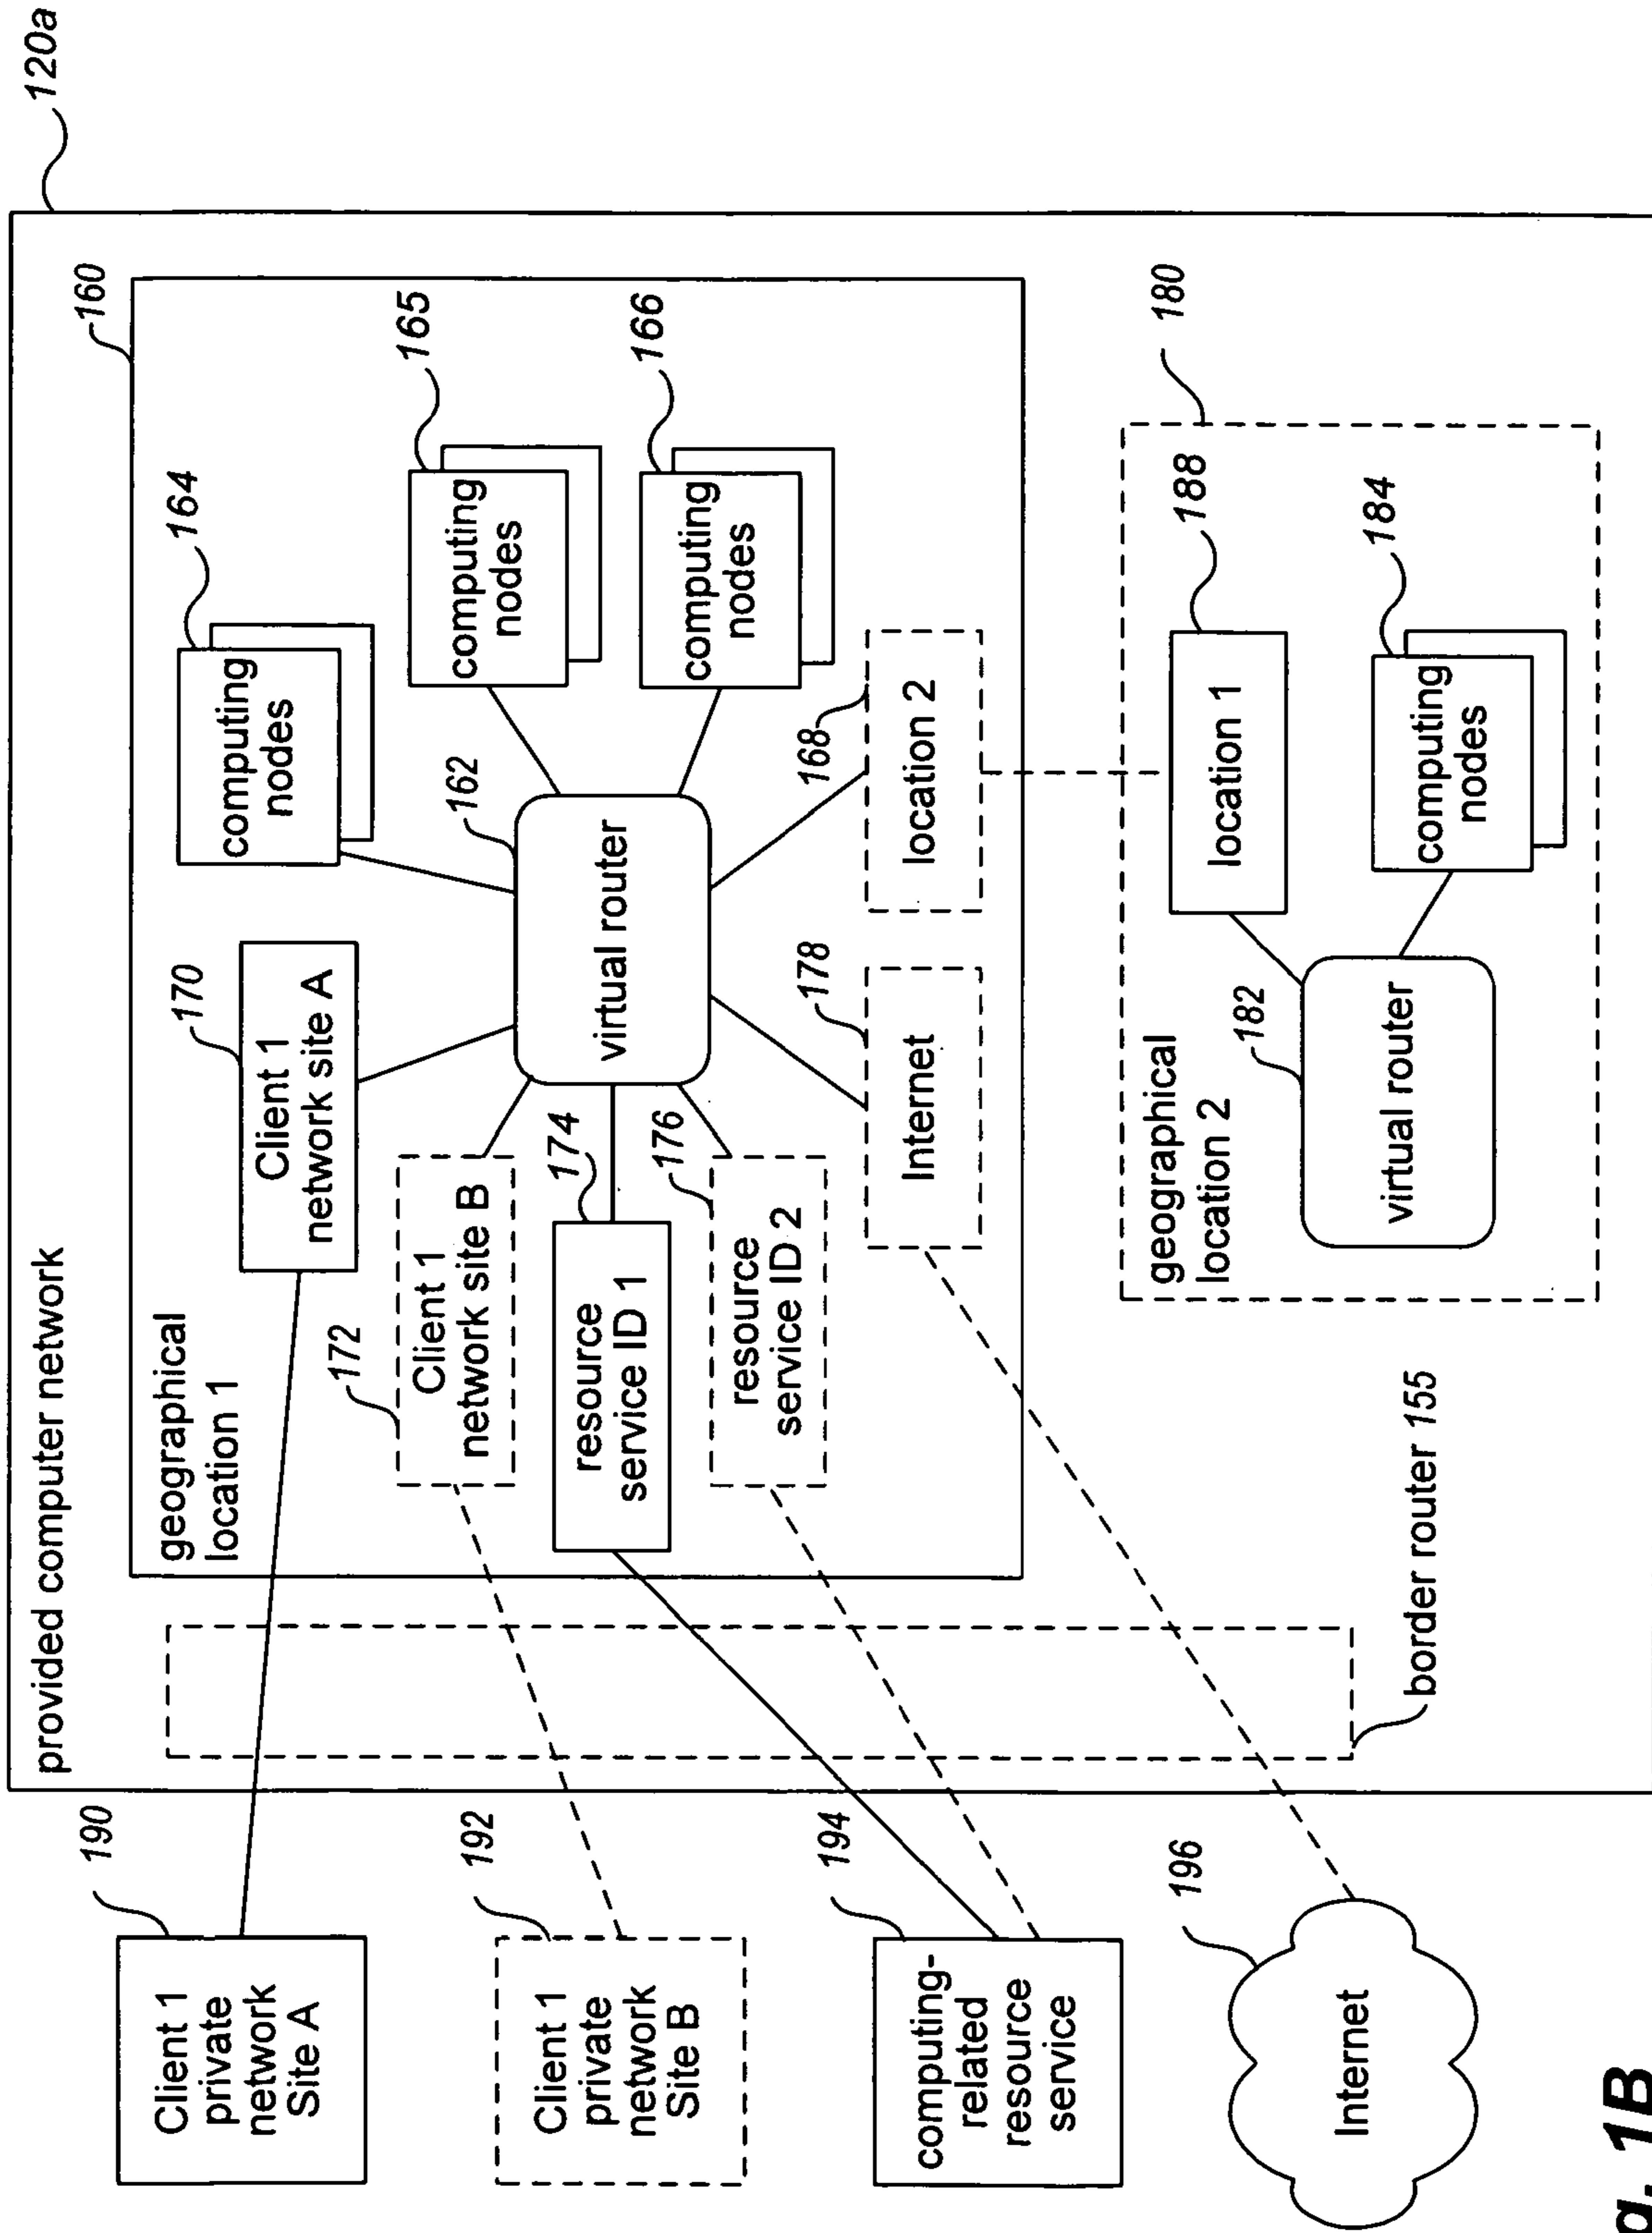 provided computer network
120a
geographical
location 1
160
Client 1
network site A
170
computing
nodes
164
Client 1
network site B
172
computing
nodes
165
resource
service ID 1
174
virtual router
162
computing
nodes
166
resource
service ID 2
176
Internet
178
location 2
168
geographical
location 2
180
location 1
188
virtual router
182
computing
nodes
184
border router 155
Client 1
private
network
Site A
190
Client 1
private
network
Site B
192
computing-
related
resource
service
194
Internet
196
g. 1B